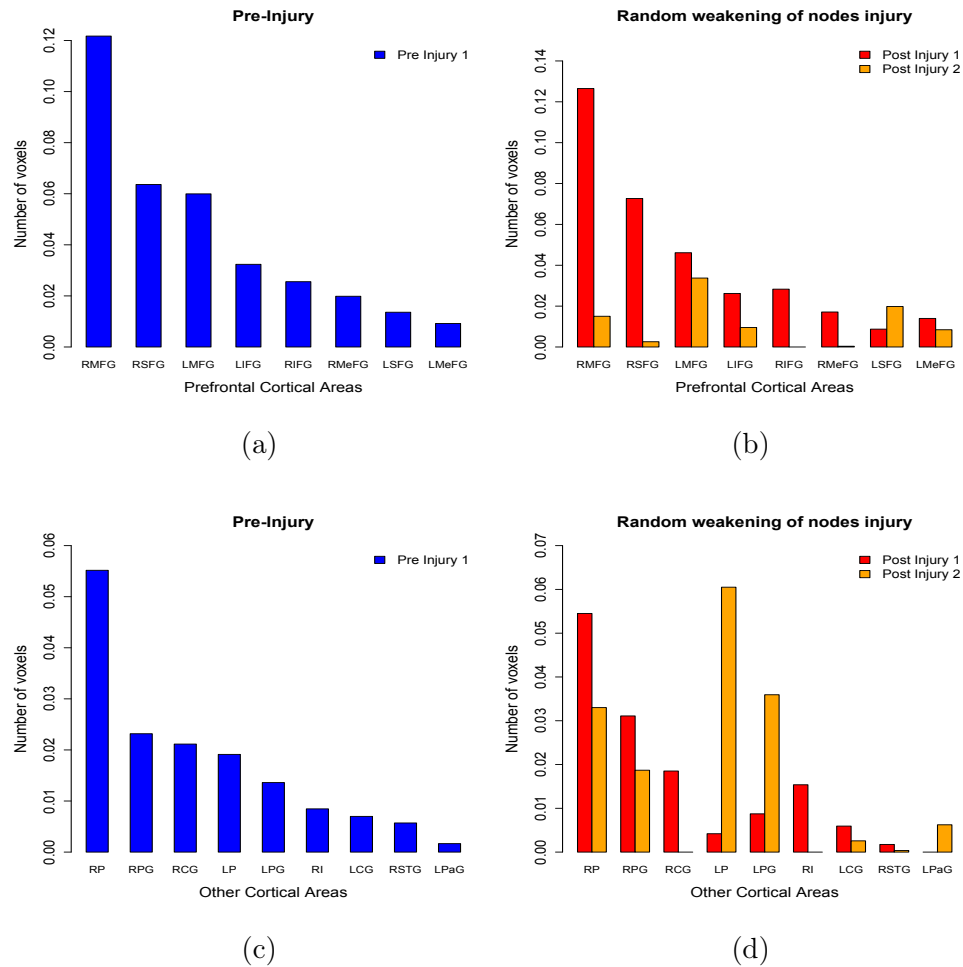 Pre-Injury
Pre Injury 1
Number of voxels
0.00 0.02 0.04 0.06 0.08 0.10 0.12
RMFG RSFG LMFG LIFG RIFG RMeFG LSFG LMeFG
Prefrontal Cortical Areas
(a)
Random weakening of nodes injury
Post Injury 1
Post Injury 2
Number of voxels
0.00 0.02 0.04 0.06 0.08 0.10 0.12 0.14
RMFG RSFG LMFG LIFG RIFG RMeFG LSFG LMeFG
Prefrontal Cortical Areas
(b)
Pre-Injury
Pre Injury 1
Number of voxels
0.00 0.01 0.02 0.03 0.04 0.05 0.06
RP RPG RCG LP LPG RI LCG RSTG LPaG
Other Cortical Areas
(c)
Random weakening of nodes injury
Post Injury 1
Post Injury 2
Number of voxels
0.00 0.01 0.02 0.03 0.04 0.05 0.06 0.07
RP RPG RCG LP LPG RI LCG RSTG LPaG
Other Cortical Areas
(d)